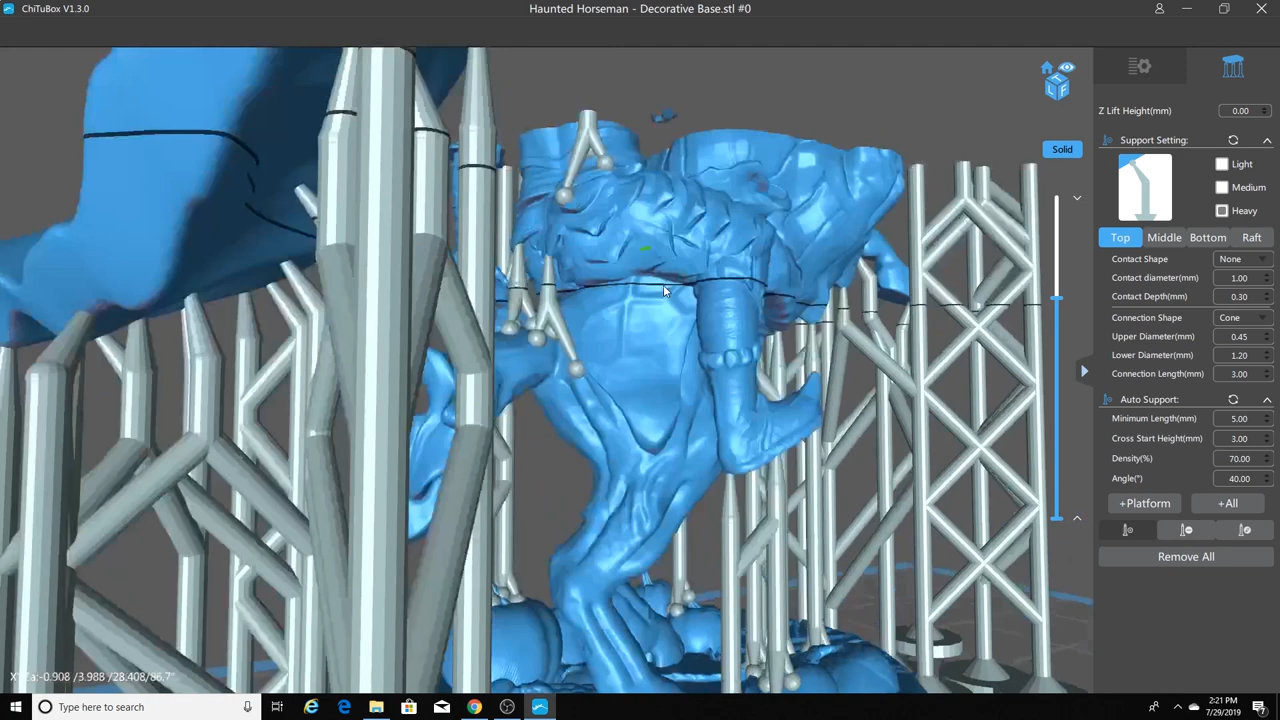 ChiTuBox V1.3.0
Haunted Horseman - Decorative Base.stl #0
Z Lift Height(mm) 0.00
Support Setting:
Solid
Light
Medium
Heavy
Top Middle Bottom Raft
Contact Shape None
Contact diameter(mm) 1.00
Contact Depth(mm) 0.30
Connection Shape Cone
Upper Diameter(mm) 0.45
Lower Diameter(mm) 1.20
Connection Length(mm) 3.00
Auto Support:
Minimum Length(mm) 5.00
Cross Start Height(mm) 3.00
Density(%) 70.00
Angle(°) 40.00
+Platform +All
Remove All
Type here to search
2:21 PM
7/29/2019